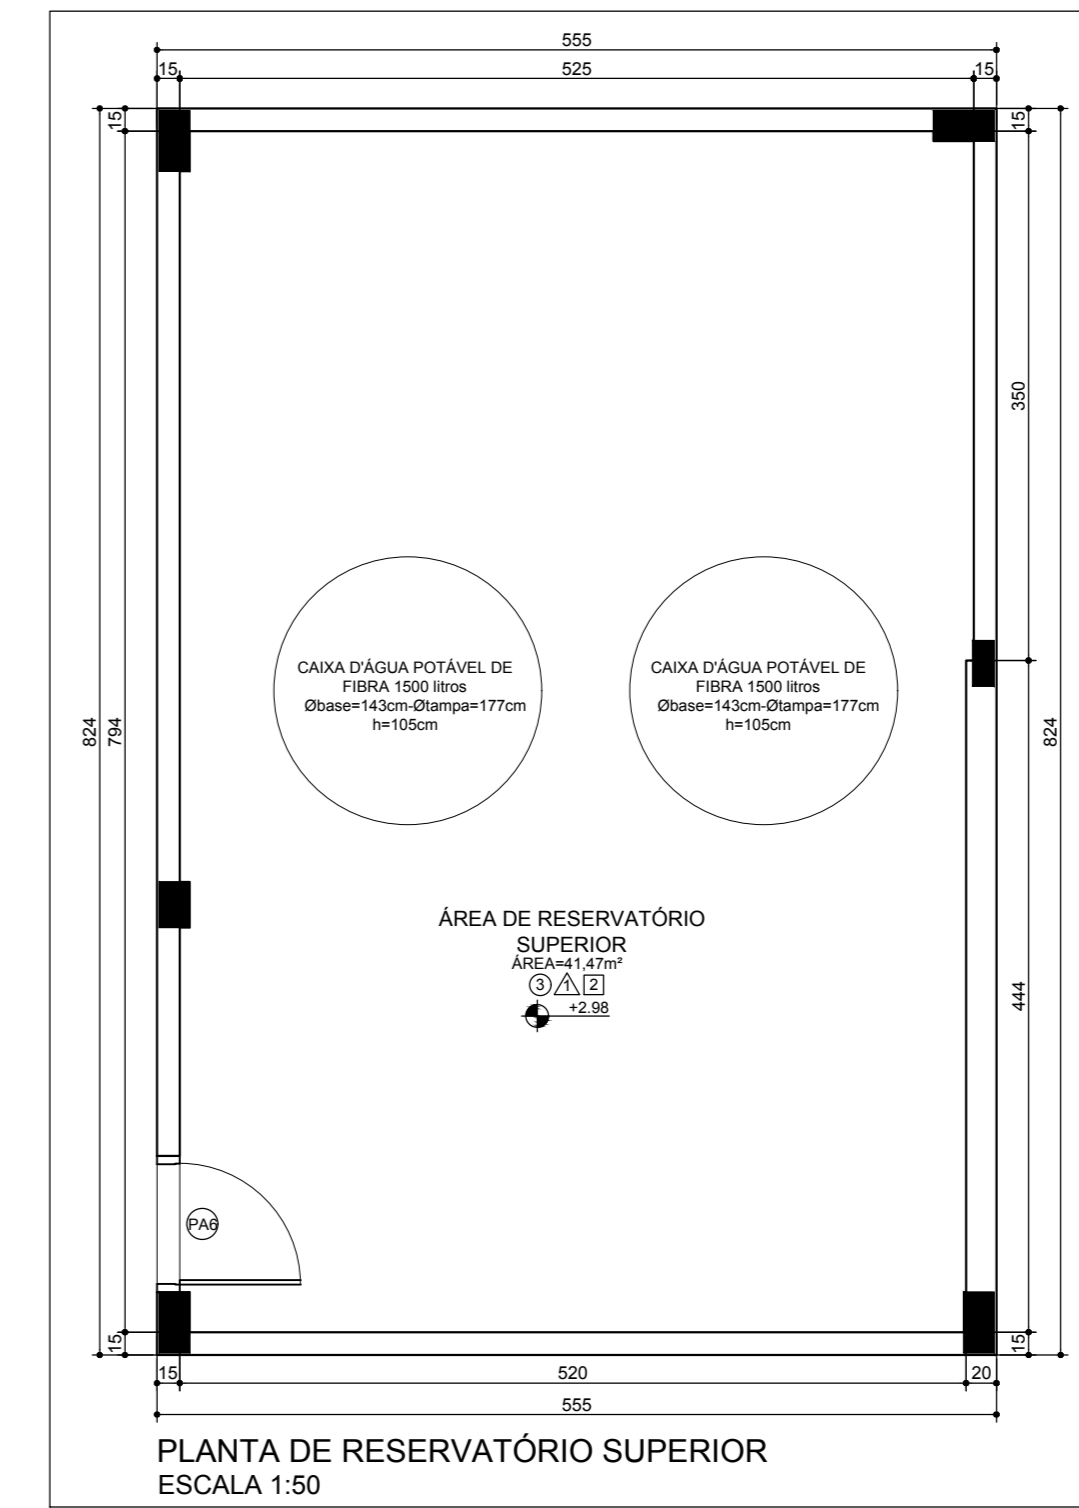 555
15 525 15
15
15
CAIXA D'ÁGUA POTÁVEL DE
FIBRA 1500 litros
Øbase=143cm-Øtampa=177cm
h=105cm
CAIXA D'ÁGUA POTÁVEL DE
FIBRA 1500 litros
Øbase=143cm-Øtampa=177cm
h=105cm
350
824
794
824
444
ÁREA DE RESERVATÓRIO
SUPERIOR
ÁREA=41,47m²
3 1 2
+2.98
PA6
15
15
15 520 20
555
PLANTA DE RESERVATÓRIO SUPERIOR
ESCALA 1:50